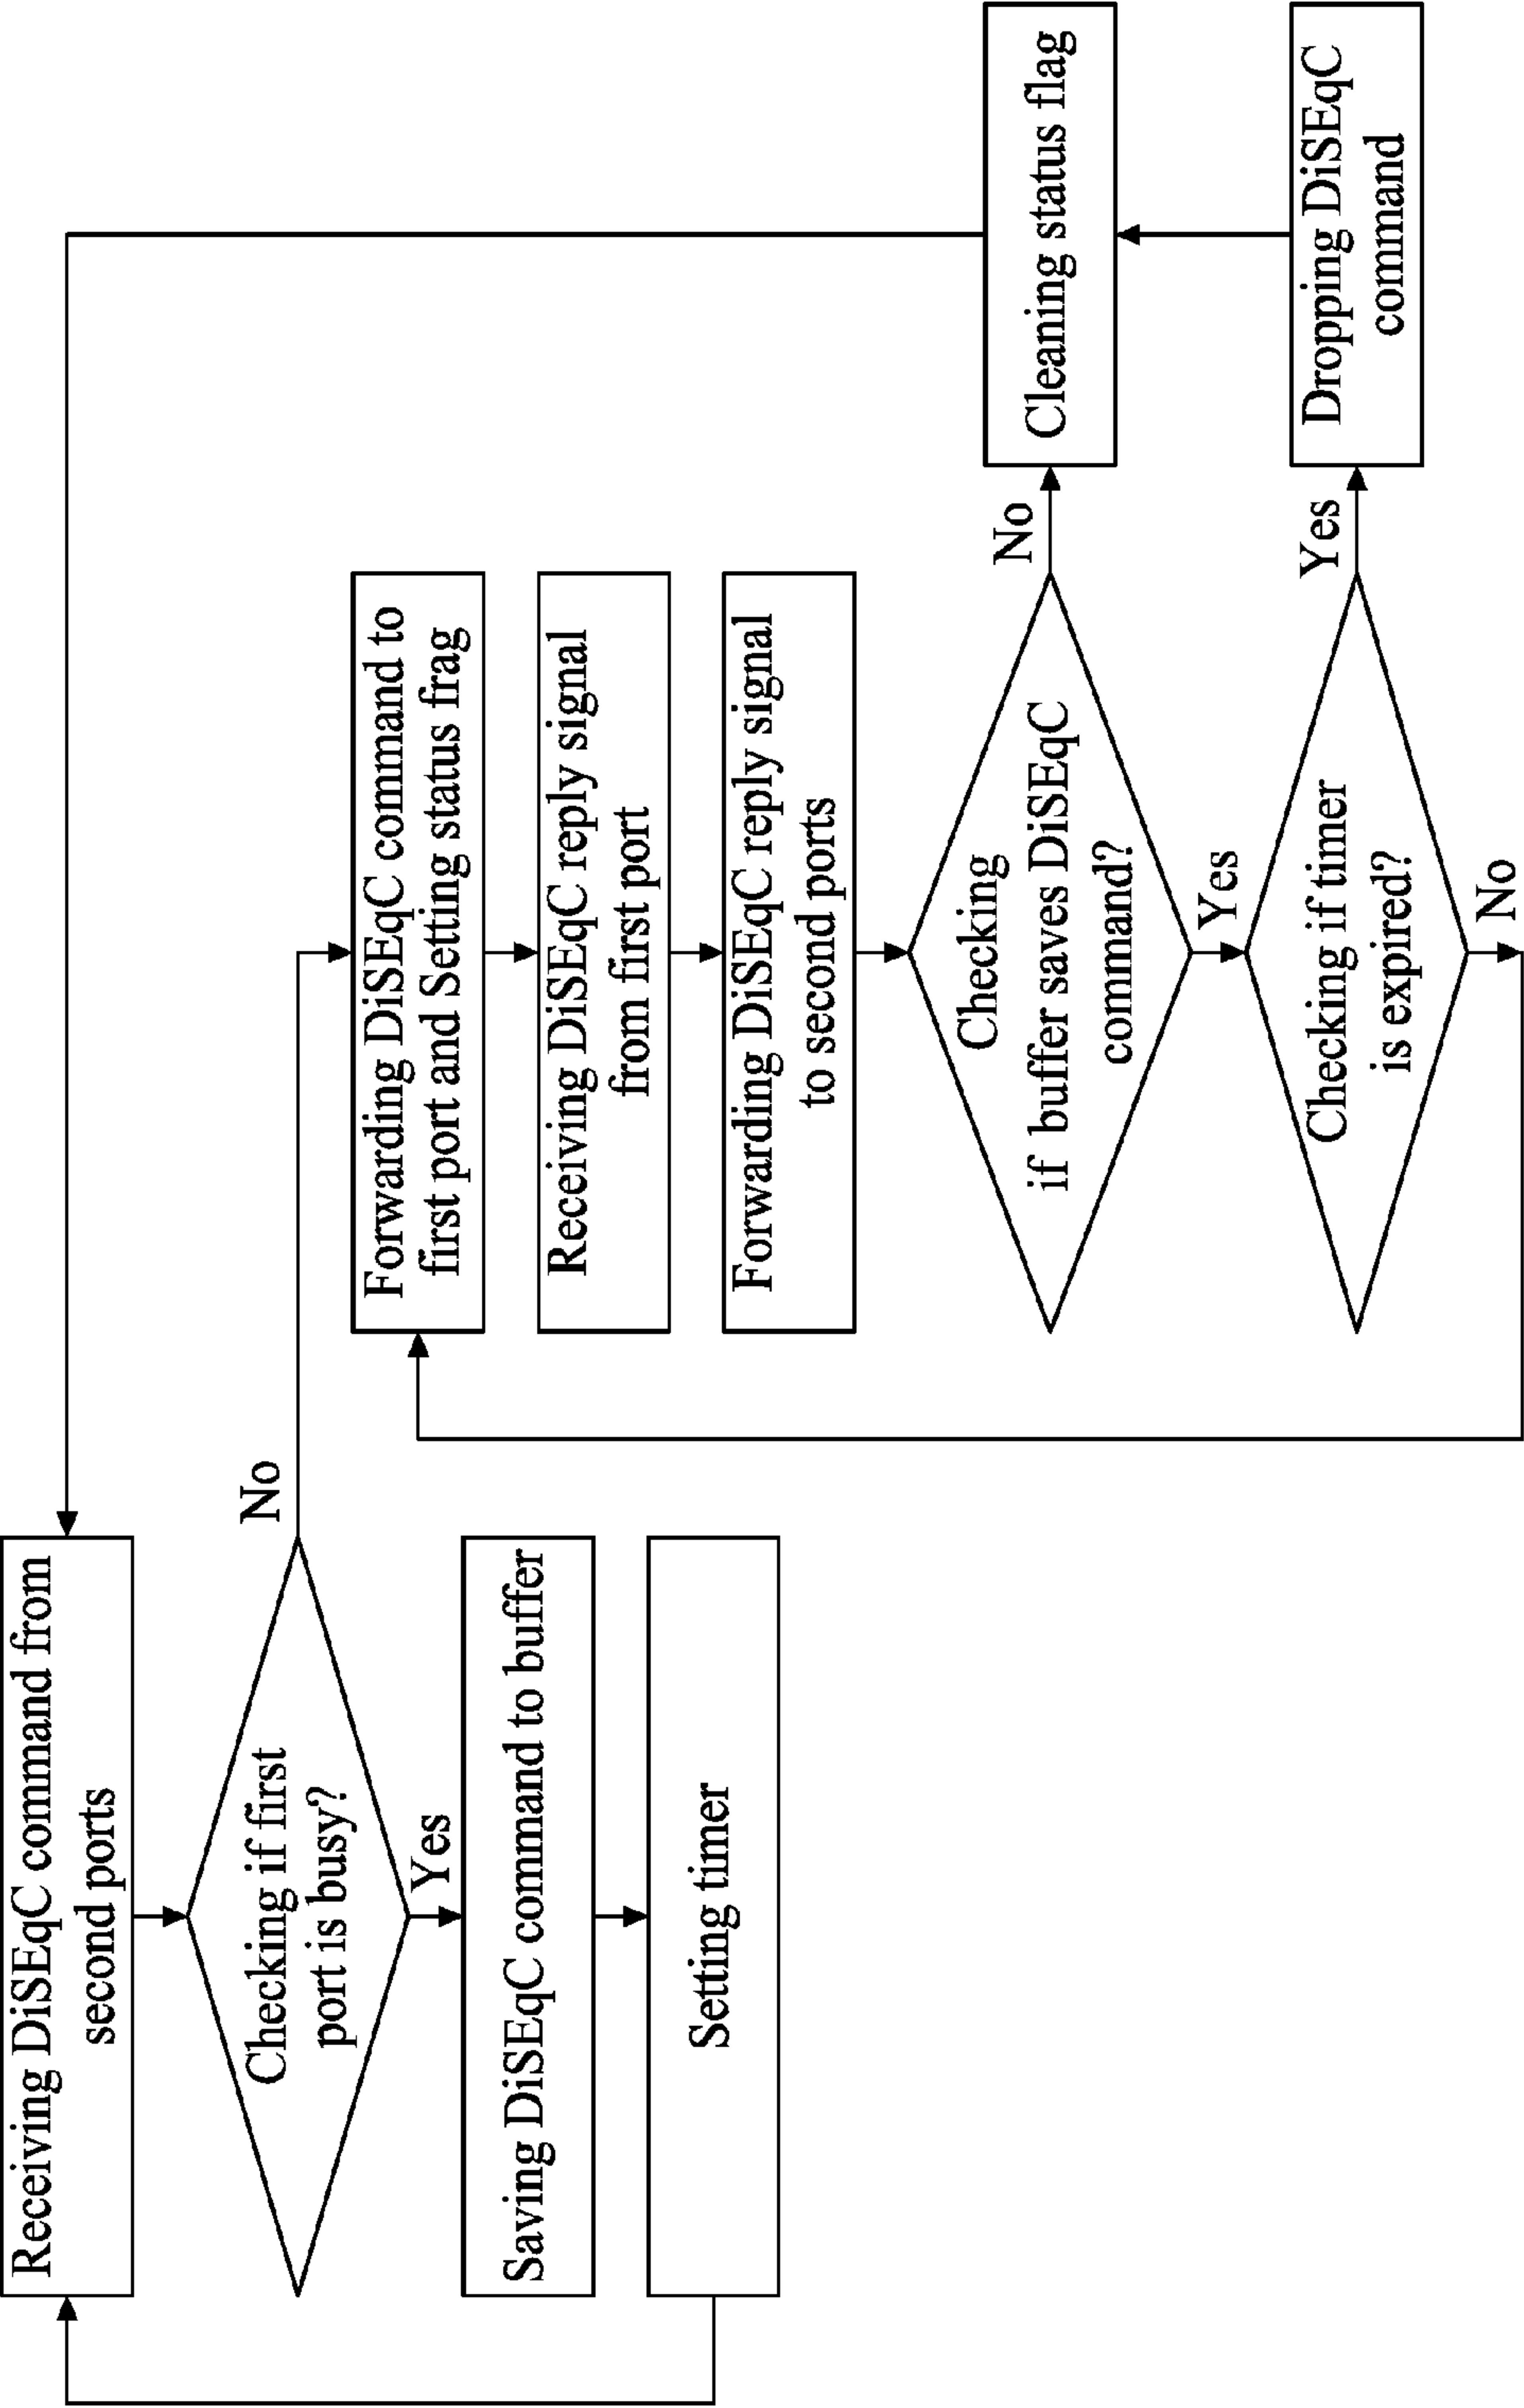 Receiving DiSEqC command from
second ports
Checking if first
port is busy?
No
Yes
Saving DiSEqC command to buffer
Setting timer
Forwarding DiSEqC command to
first port and Setting status frag
Receiving DiSEqC reply signal
from first port
Forwarding DiSEqC reply signal
to second ports
Checking
if buffer saves DiSEqC
command?
No
Yes
Cleaning status flag
Checking if timer
is expired?
Yes
No
Dropping DiSEqC
command